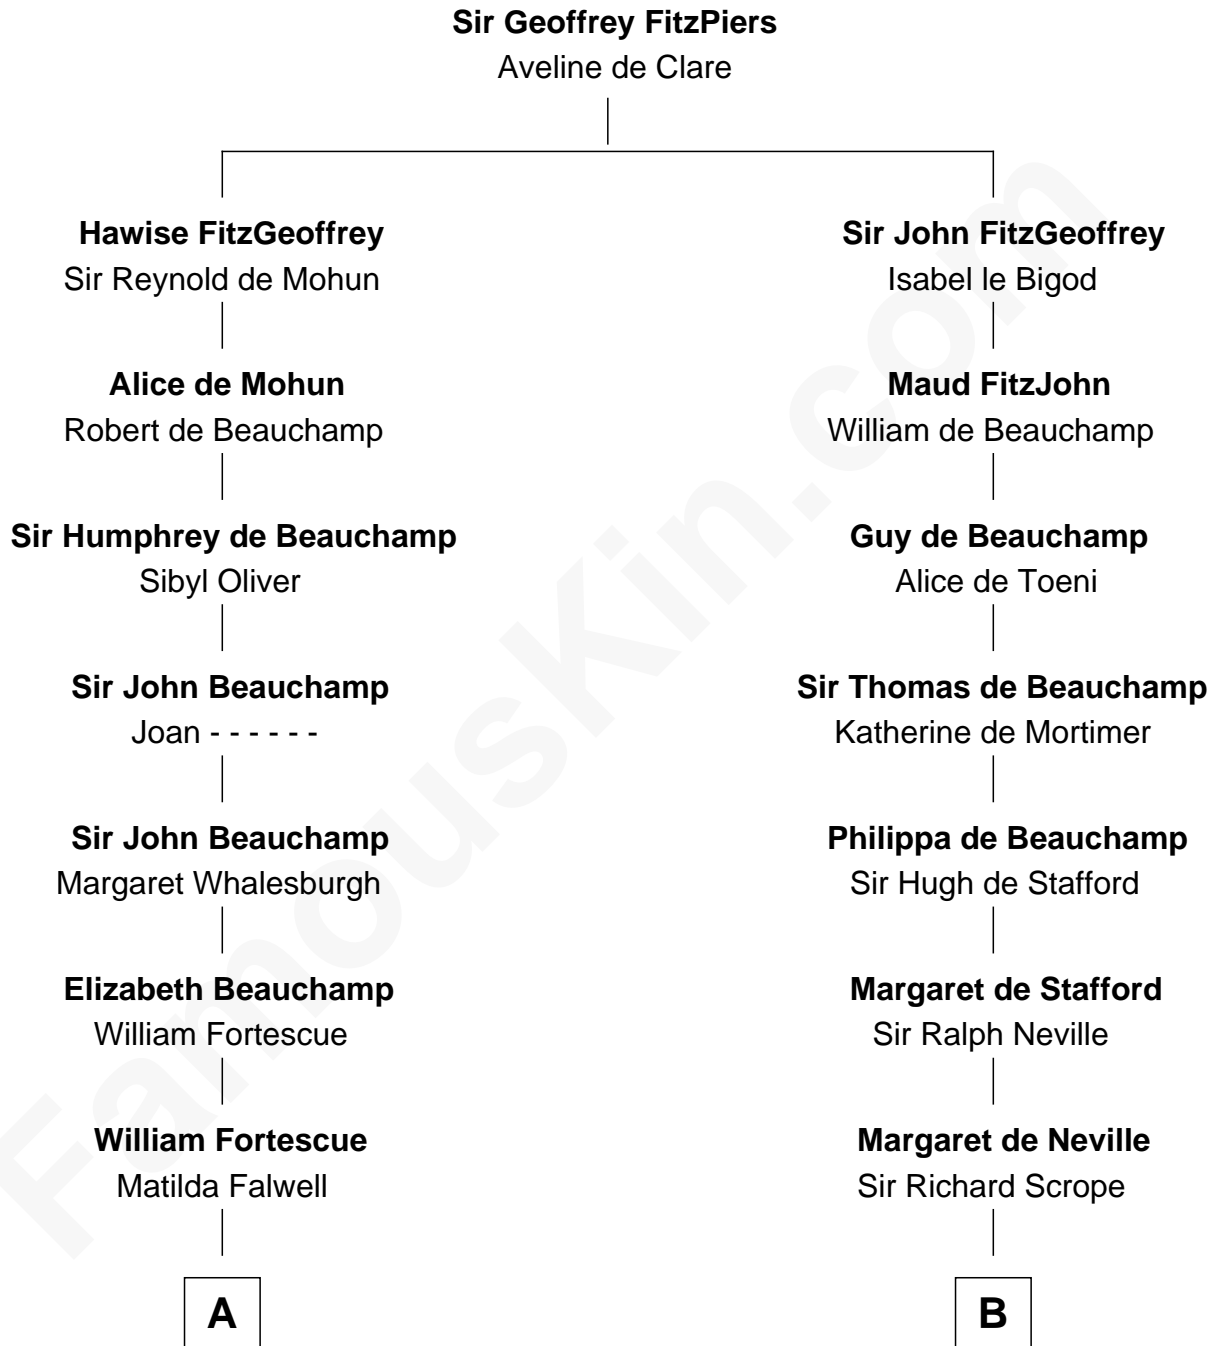 Sir Geoffrey FitzPiers
Aveline de Clare
Hawise FitzGeoffrey
Sir Reynold de Mohun
Sir John FitzGeoffrey
Isabel le Bigod
Alice de Mohun
Robert de Beauchamp
Maud FitzJohn
William de Beauchamp
Sir Humphrey de Beauchamp
Sibyl Oliver
Guy de Beauchamp
Alice de Toeni
Sir John Beauchamp
Joan - - - - - -
Sir Thomas de Beauchamp
Katherine de Mortimer
Sir John Beauchamp
Margaret Whalesburgh
Philippa de Beauchamp
Sir Hugh de Stafford
Elizabeth Beauchamp
William Fortescue
Margaret de Stafford
Sir Ralph Neville
William Fortescue
Matilda Falwell
Margaret de Neville
Sir Richard Scrope
A
B
FamousKin.com